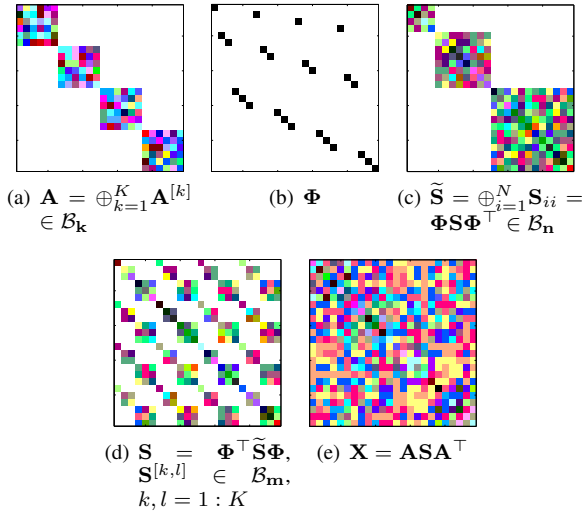 (a) A = ⊕_{k=1}^{K} A^{[k]}
∈ B_k
(b) Φ
(c) S̃ = ⊕_{i=1}^{N} S_{ii} =
ΦSΦ^⊤ ∈ B_n
(d) S = Φ^⊤S̃Φ,
S^{[k,l]} ∈ B_m,
k, l = 1 : K
(e) X = ASA^⊤